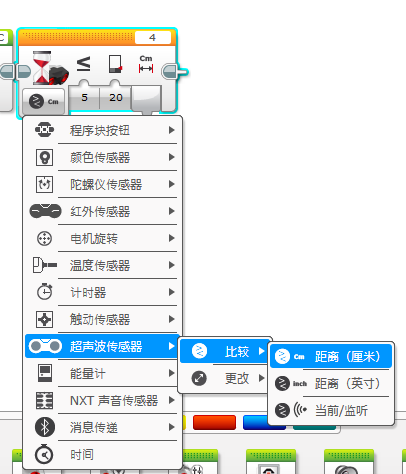 C
4
≤
Cm
Cm
5
20
程序块按钮
颜色传感器
陀螺仪传感器
红外传感器
电机旋转
温度传感器
计时器
触动传感器
超声波传感器
比较
Cm 距离（厘米）
能量计
更改
inch 距离（英寸）
NXT 声音传感器
当前/监听
消息传递
时间